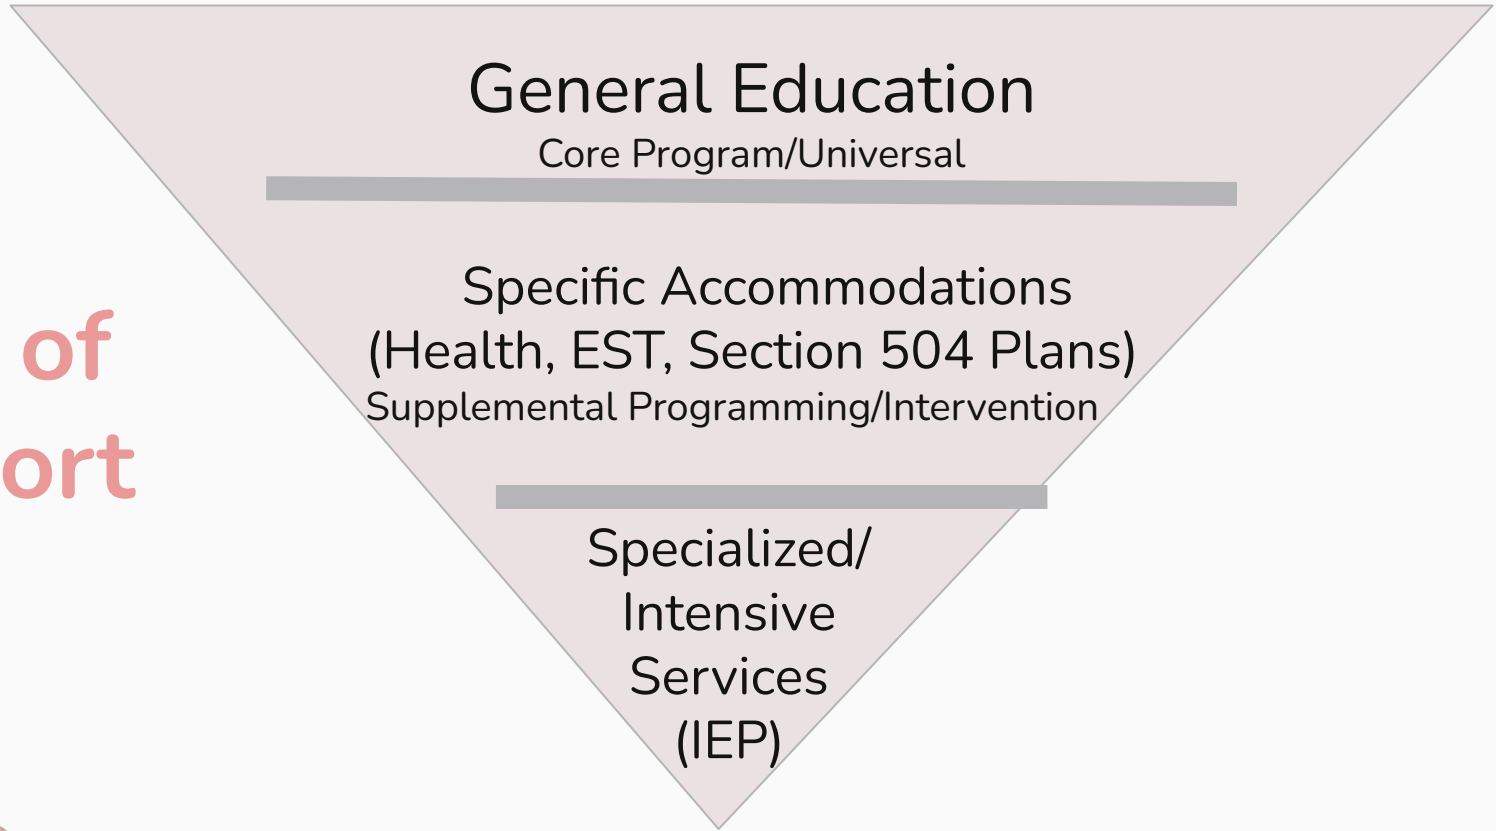 General Education
Core Program/Universal
Specific Accommodations
(Health, EST, Section 504 Plans)
Supplemental Programming/Intervention
Specialized/
Intensive
Services
(IEP)
of
ort